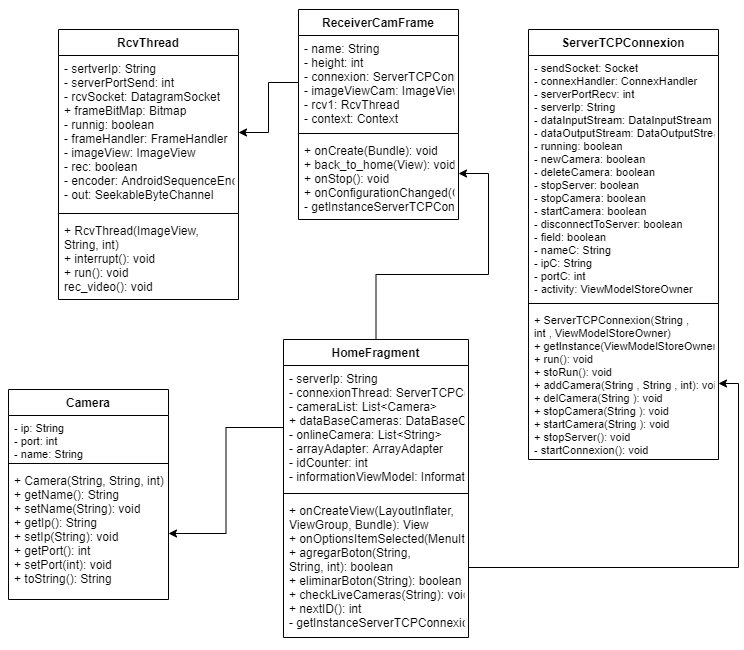 RcvThread
- sertverIp: String
- serverPortSend: int
- rcvSocket: DatagramSocket
+ frameBitMap: Bitmap
- runnig: boolean
- frameHandler: FrameHandler
- imageView: ImageView
- rec: boolean
- encoder: AndroidSequenceEnc
- out: SeekableByteChannel
+ RcvThread(ImageView,
String, int)
+ interrupt(): void
+ run(): void
rec_video(): void
ReceiverCamFrame
- name: String
- height: int
- connexion: ServerTCPCon
- imageViewCam: ImageView
- rcv1: RcvThread
- context: Context
+ onCreate(Bundle): void
+ back_to_home(View): void
+ onStop(): void
+ onConfigurationChanged(C
- getInstanceServerTCPCon
ServerTCPConnexion
- sendSocket: Socket
- connexHandler: ConnexHandler
- serverPortRecv: int
- serverIp: String
- dataInputStream: DataInputStream
- dataOutputStream: DataOutputStrea
- running: boolean
- newCamera: boolean
- deleteCamera: boolean
- stopServer: boolean
- stopCamera: boolean
- startCamera: boolean
- disconnectToServer: boolean
- field: boolean
- nameC: String
- ipC: String
- portC: int
- activity: ViewModelStoreOwner
+ ServerTCPConnexion(String ,
int , ViewModelStoreOwner)
+ getInstance(ViewModelStoreOwne
+ run(): void
+ stoRun(): void
+ addCamera(String , String , int): voi
+ delCamera(String ): void
+ stopCamera(String ): void
+ startCamera(String ): void
+ stopServer(): void
- startConnexion(): void
Camera
- ip: String
- port: int
- name: String
+ Camera(String, String, int)
+ getName(): String
+ setName(String): void
+ getIp(): String
+ setIp(String): void
+ getPort(): int
+ setPort(int): void
+ toString(): String
HomeFragment
- serverIp: String
- connexionThread: ServerTCPC
- cameraList: List<Camera>
+ dataBaseCameras: DataBaseC
- onlineCamera: List<String>
- arrayAdapter: ArrayAdapter
- idCounter: int
- informationViewModel: Informat
+ onCreateView(LayoutInflater,
ViewGroup, Bundle): View
+ onOptionsItemSelected(MenuIt
+ agregarBoton(String,
String, int): boolean
+ eliminarBoton(String): boolean
+ checkLiveCameras(String): void
+ nextID(): int
- getInstanceServerTCPConnexio